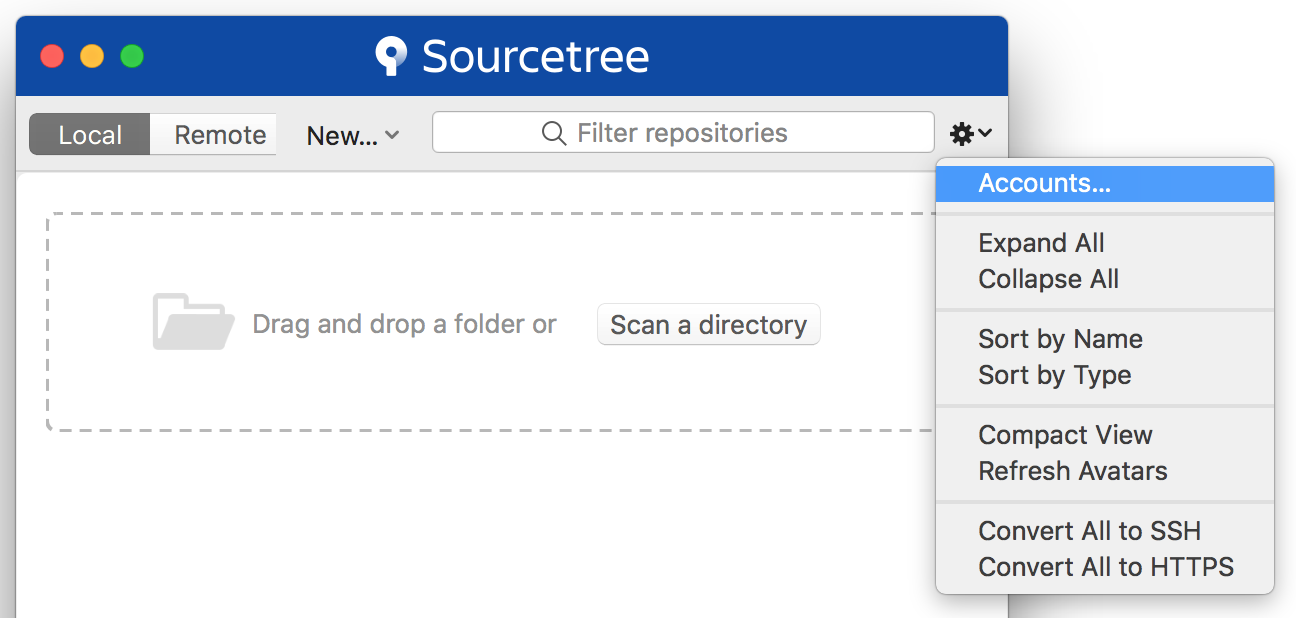 Sourcetree
Local Remote New... Filter repositories
Accounts...
Expand All
Collapse All
Drag and drop a folder or Scan a directory
Sort by Name
Sort by Type
Compact View
Refresh Avatars
Convert All to SSH
Convert All to HTTPS